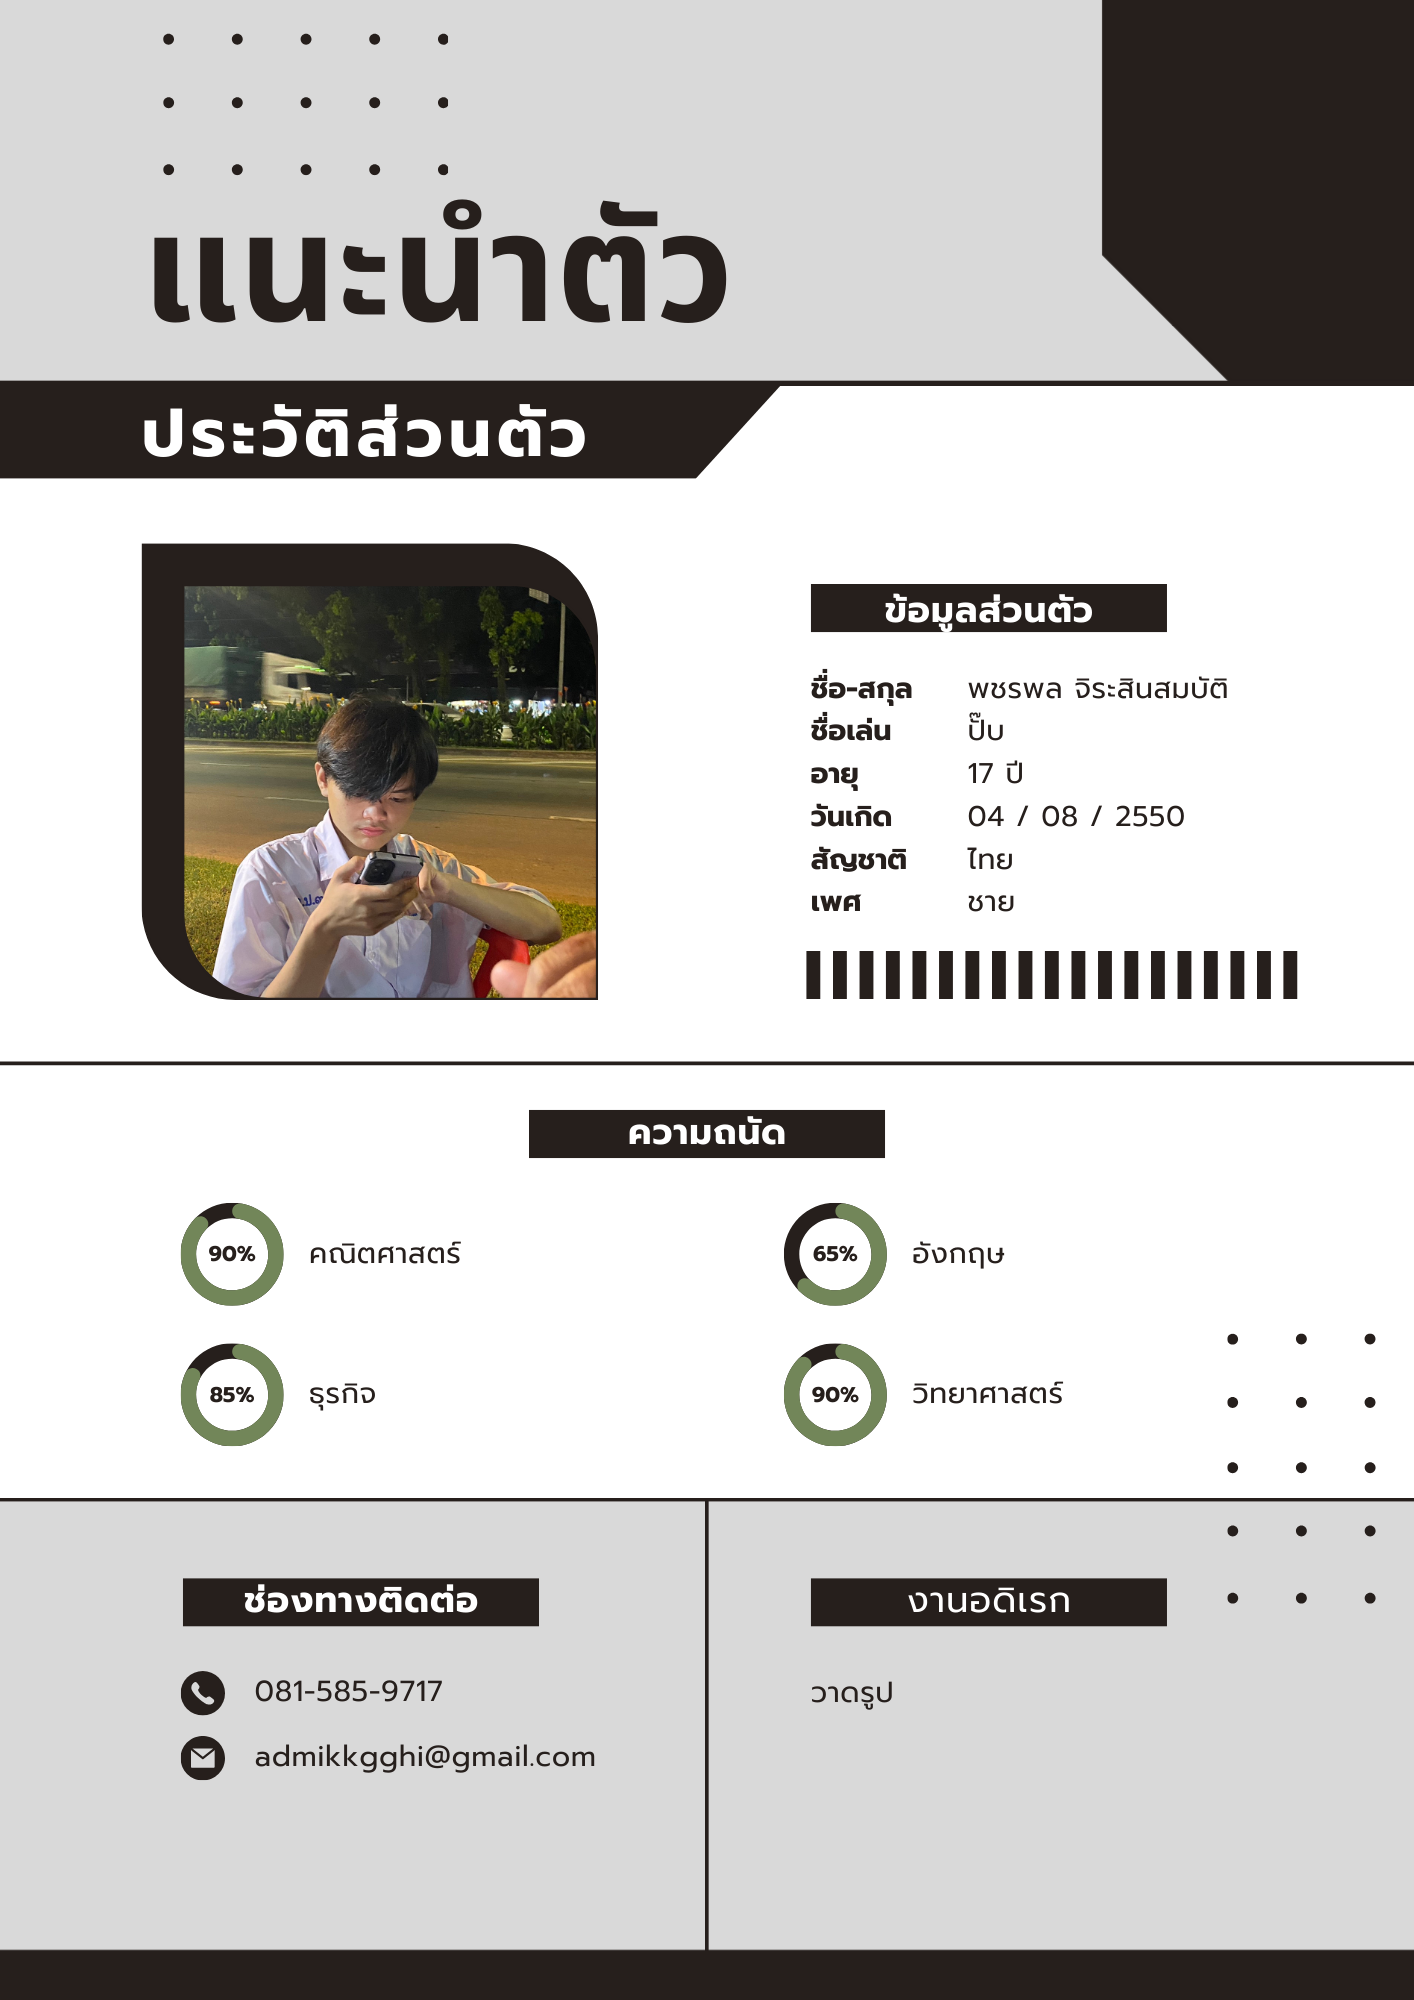 แนะนำตัว
ประวัติส่วนตัว
ข้อมูลส่วนตัว
ชื่อ-สกุล พชรพล จิระสินสมบัติ
ชื่อเล่น ปั๊บ
อายุ 17 ปี
วันเกิด 04 / 08 / 2550
สัญชาติ ไทย
เพศ ชาย
ความถนัด
90% คณิตศาสตร์
65% อังกฤษ
85% ธุรกิจ
90% วิทยาศาสตร์
ช่องทางติดต่อ
081-585-9717
admikkgghi@gmail.com
งานอดิเรก
วาดรูป